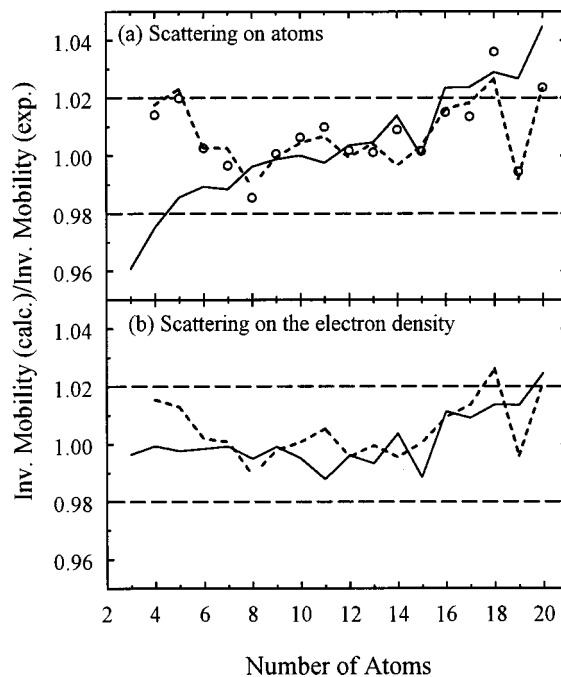 Inv. Mobility (calc.)/Inv. Mobility (exp.)
1.04
1.02
1.00
0.98
0.96
(a) Scattering on atoms
1.04
1.02
1.00
0.98
0.96
(b) Scattering on the electron density
2 4 6 8 10 12 14 16 18 20
Number of Atoms